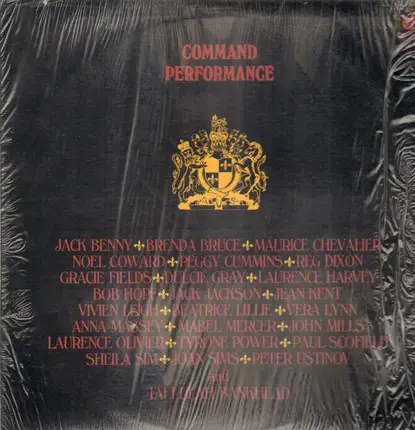 COMMAND
PERFORMANCE
JACK BENNY ⚜ BRENDA BRUCE ⚜ MAURICE CHEVALIER
NOEL COWARD ⚜ PEGGY CUMMINS ⚜ REG DIXON
GRACIE FIELDS ⚜ DULCIE GRAY ⚜ LAURENCE HARVEY
BOB HOPE ⚜ JACK JACKSON ⚜ JEAN KENT
VIVIEN LEIGH ⚜ BEATRICE LILLIE ⚜ VERA LYNN
ANNA MASSEY ⚜ MABEL MERCER ⚜ JOHN MILLS
LAURENCE OLIVIER ⚜ TYRONE POWER ⚜ PAUL SCOFIELD
SHEILA SIM ⚜ JOAN SIMS ⚜ PETER USTINOV
and
TALLULAH BANKHEAD